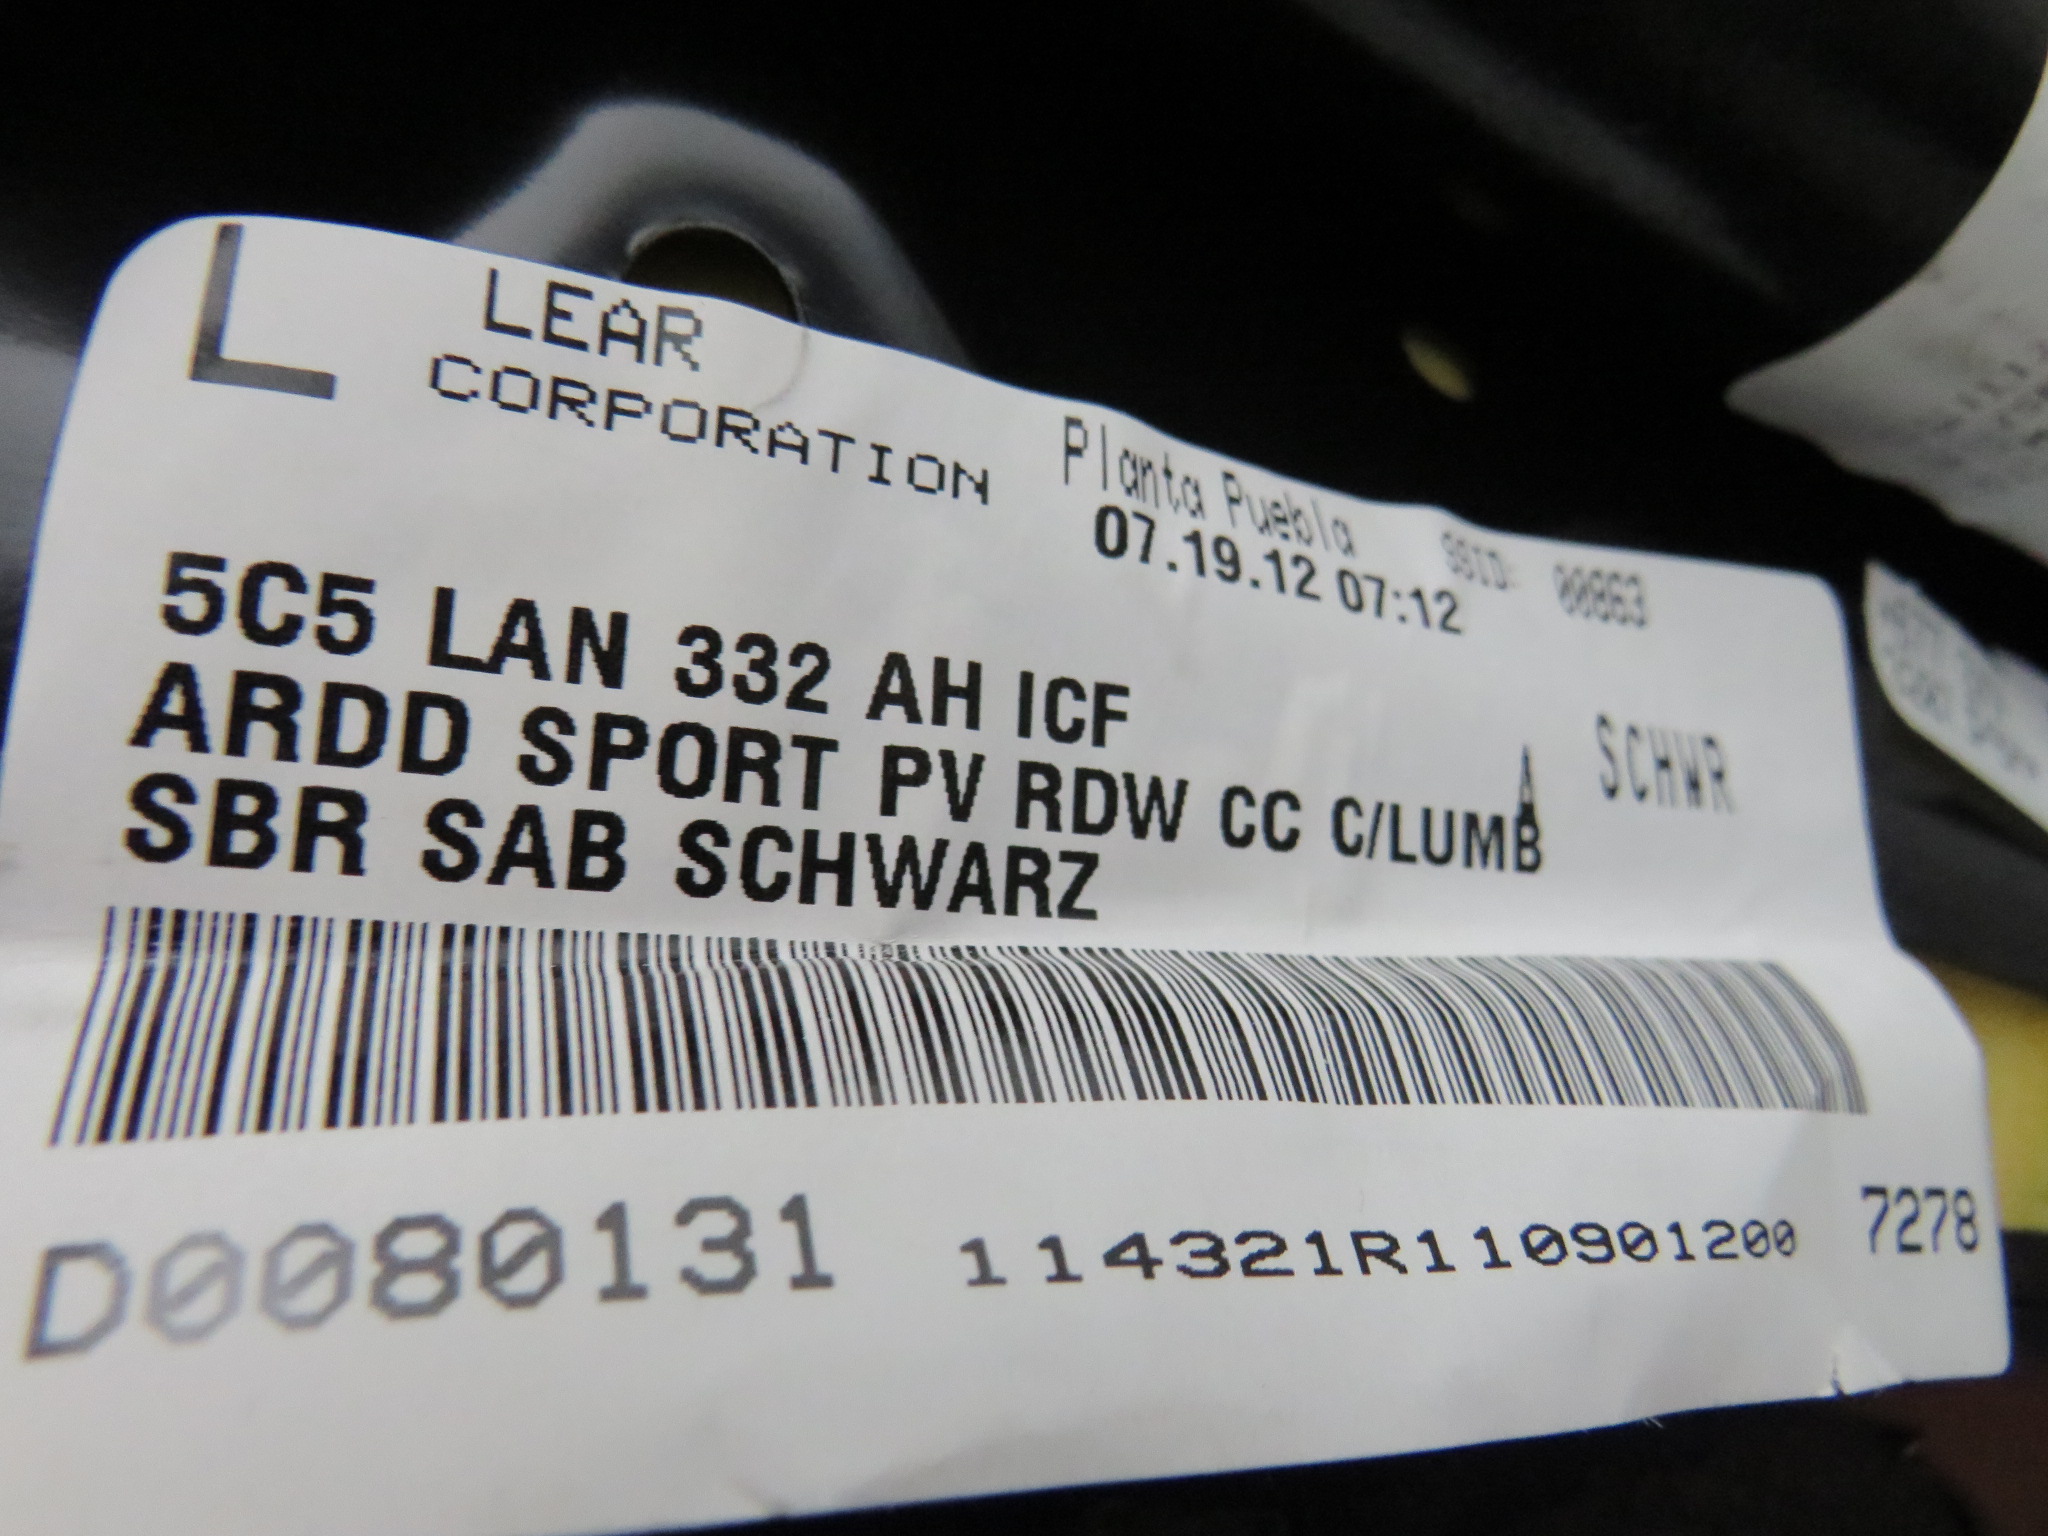 L LEAR
CORPORATION
Planta Puebla
07.19.12 07:12
SSID: 00863
5C5 LAN 332 AH ICF
ARDD SPORT PV RDW CC C/LUMB
A SCHWR
SBR SAB SCHWARZ
D0080131 114321R110901200 7278